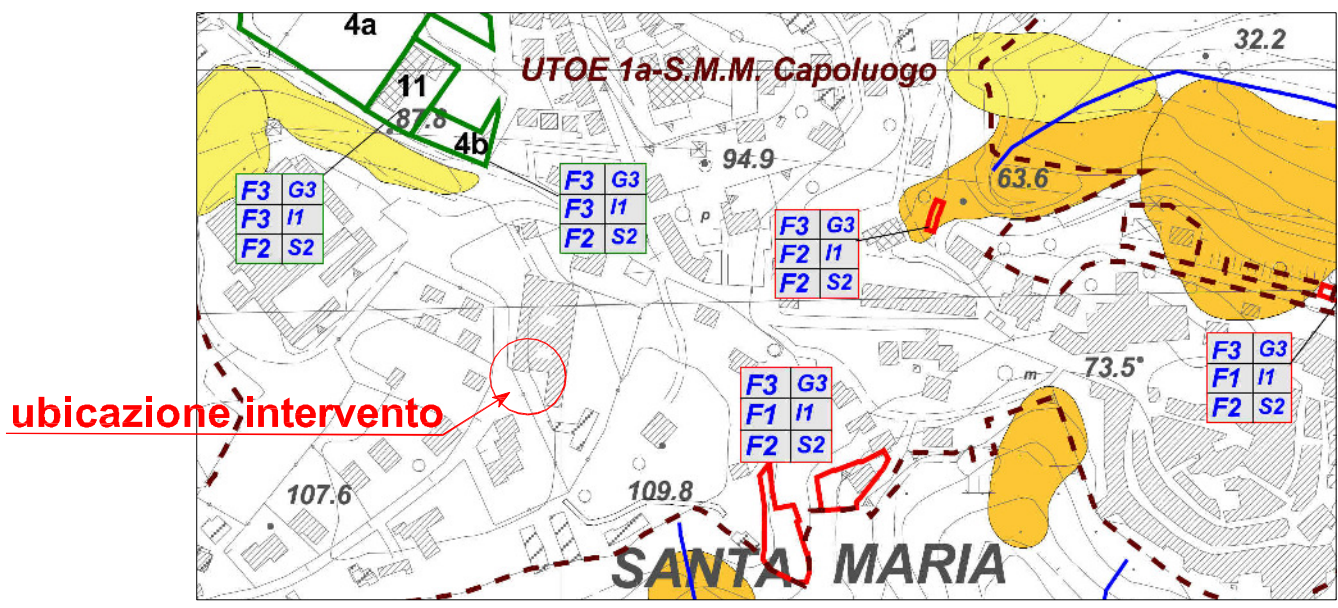 4a
32.2
UTOE 1a-S.M.M. Capoluogo
11
87.8
4b
94.9
63.6
F3 G3
F3 I1
F2 S2
F3 G3
F3 I1
F2 S2
p
F3 G3
F2 I1
F2 S2
F3 G3
F1 I1
F2 S2
73.5
m
F3 G3
F1 I1
F2 S2
ubicazione intervento
107.6
109.8
SANTA MARIA